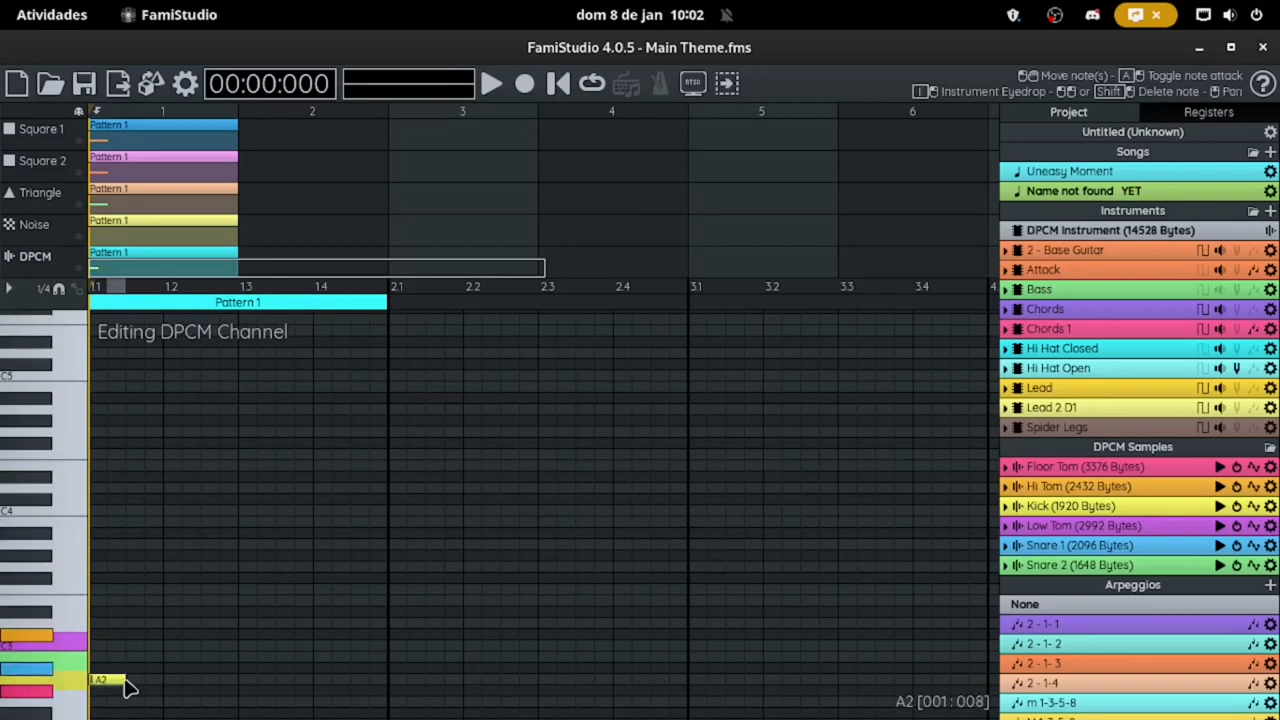 Atividades
FamiStudio
dom 8 de jan 10:02
FamiStudio 4.0.5 - Main Theme.fms
00:00:000
Move note(s) - A Toggle note attack
I Instrument Eyedrop - or Shift Delete note - Pan
1 2 3 4 5 6
Square 1
Pattern 1
Square 2
Pattern 1
Triangle
Pattern 1
Noise
Pattern 1
DPCM
Pattern 1
1/4
1.1 1.2 1.3 1.4 2.1 2.2 2.3 2.4 3.1 3.2 3.3 3.4 4.
Pattern 1
Editing DPCM Channel
C5
C4
C3
A2
A2 [001:008]
Project
Registers
Untitled (Unknown)
Songs
Uneasy Moment
Name not found YET
Instruments
DPCM Instrument (14528 Bytes)
2 - Base Guitar
Attack
Bass
Chords
Chords 1
Hi Hat Closed
Hi Hat Open
Lead
Lead 2 D1
Spider Legs
DPCM Samples
Floor Tom (3376 Bytes)
Hi Tom (2432 Bytes)
Kick (1920 Bytes)
Low Tom (2992 Bytes)
Snare 1 (2096 Bytes)
Snare 2 (1648 Bytes)
Arpeggios
None
2 - 1- 1
2 - 1- 2
2 - 1- 3
2 - 1-4
m 1-3-5-8